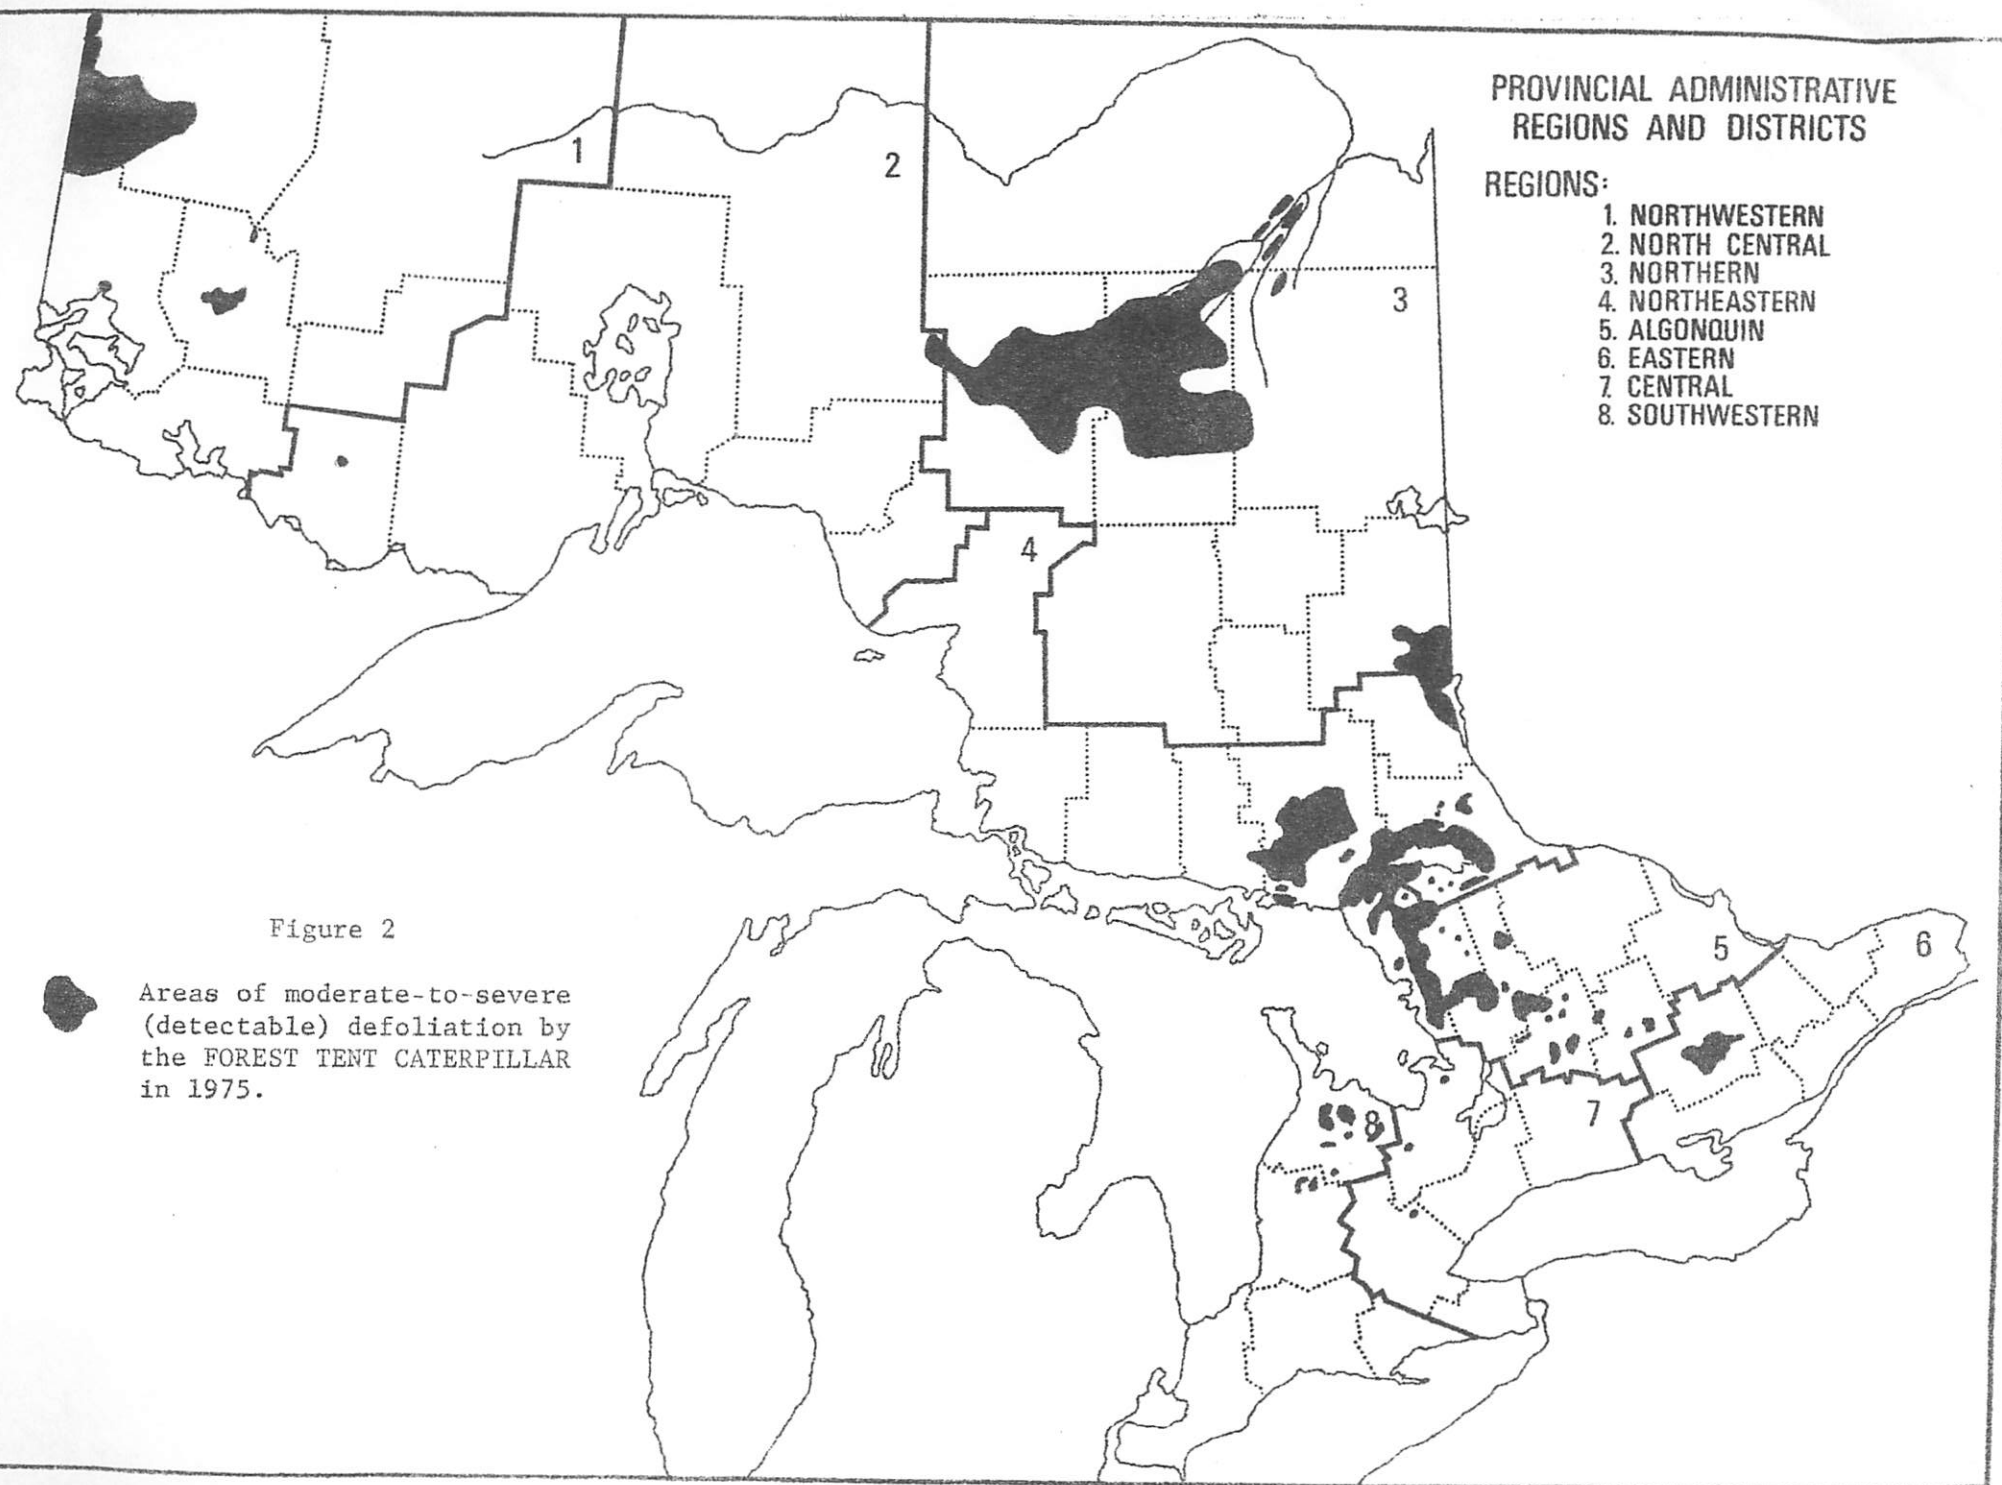 PROVINCIAL ADMINISTRATIVE
REGIONS AND DISTRICTS
REGIONS:
1. NORTHWESTERN
2. NORTH CENTRAL
3. NORTHERN
4. NORTHEASTERN
5. ALGONQUIN
6. EASTERN
7. CENTRAL
8. SOUTHWESTERN
1
2
3
4
5
6
7
8
Figure 2
Areas of moderate-to-severe
(detectable) defoliation by
the FOREST TENT CATERPILLAR
in 1975.